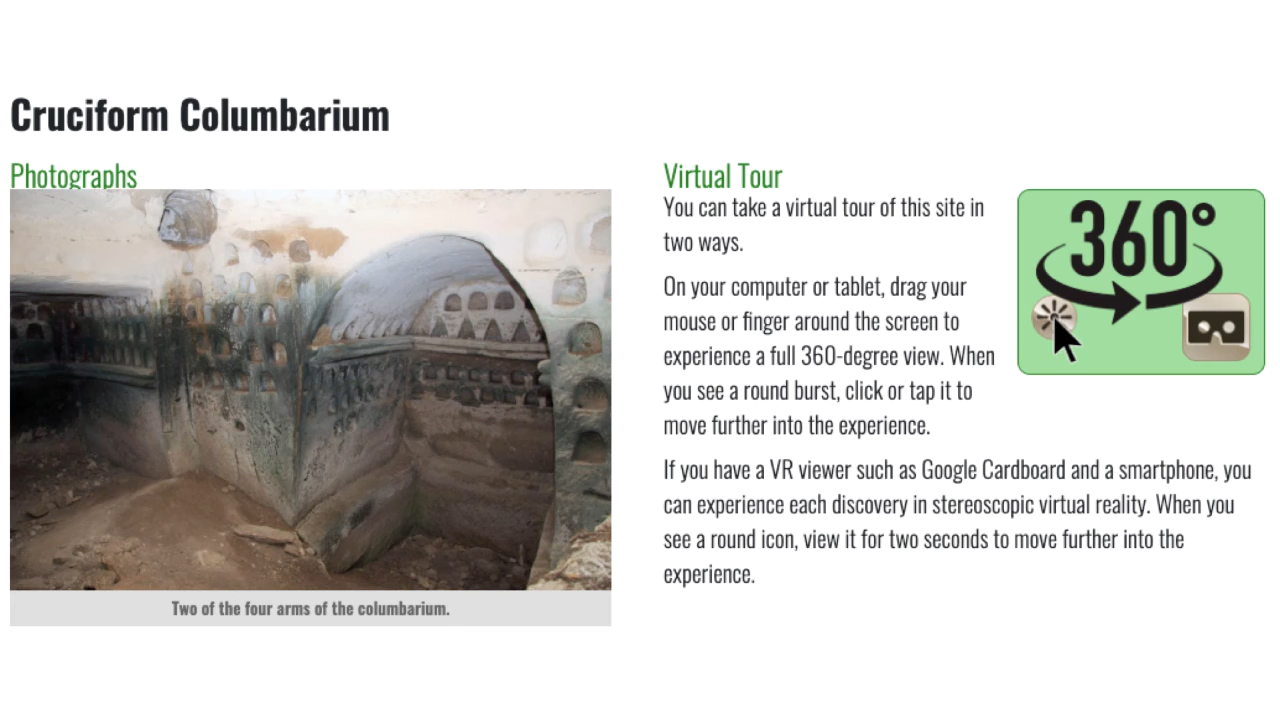 Cruciform Columbarium
Photographs
Two of the four arms of the columbarium.
Virtual Tour
You can take a virtual tour of this site in
two ways.
360°
On your computer or tablet, drag your
mouse or finger around the screen to
experience a full 360-degree view. When
you see a round burst, click or tap it to
move further into the experience.
If you have a VR viewer such as Google Cardboard and a smartphone, you
can experience each discovery in stereoscopic virtual reality. When you
see a round icon, view it for two seconds to move further into the
experience.